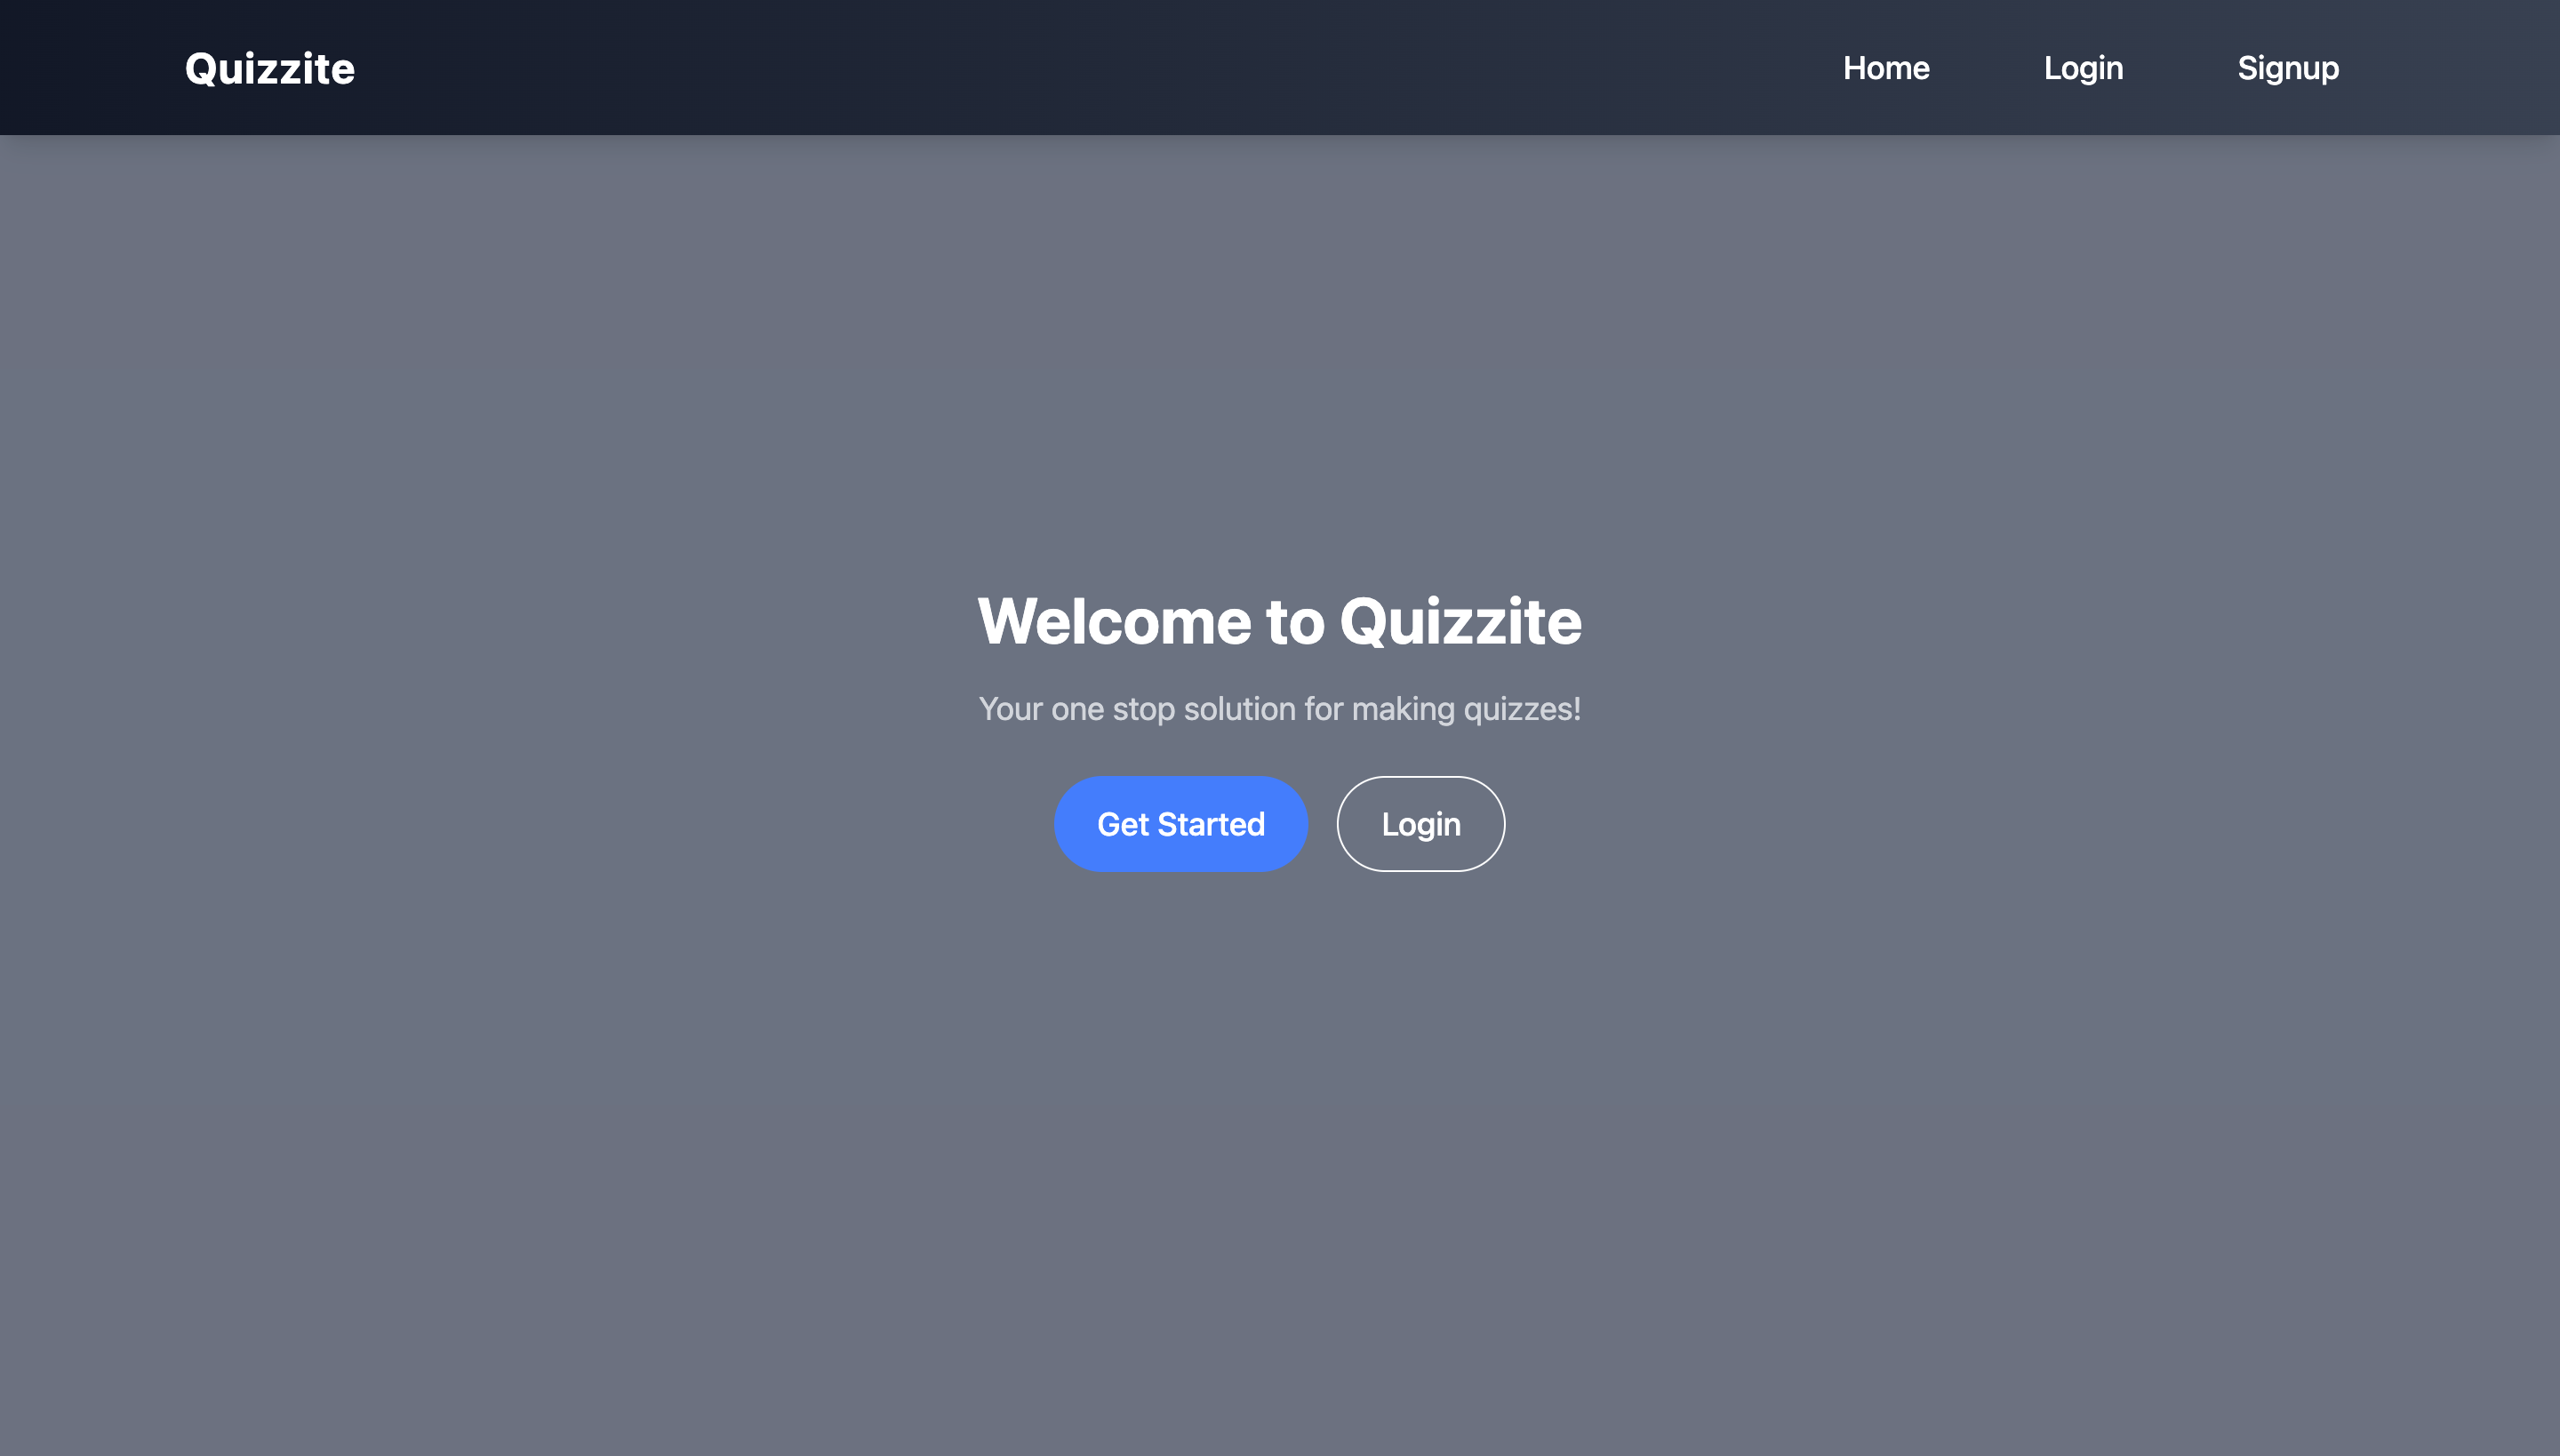 Quizzite
Home Login Signup
Welcome to Quizzite
Your one stop solution for making quizzes!
Get Started Login